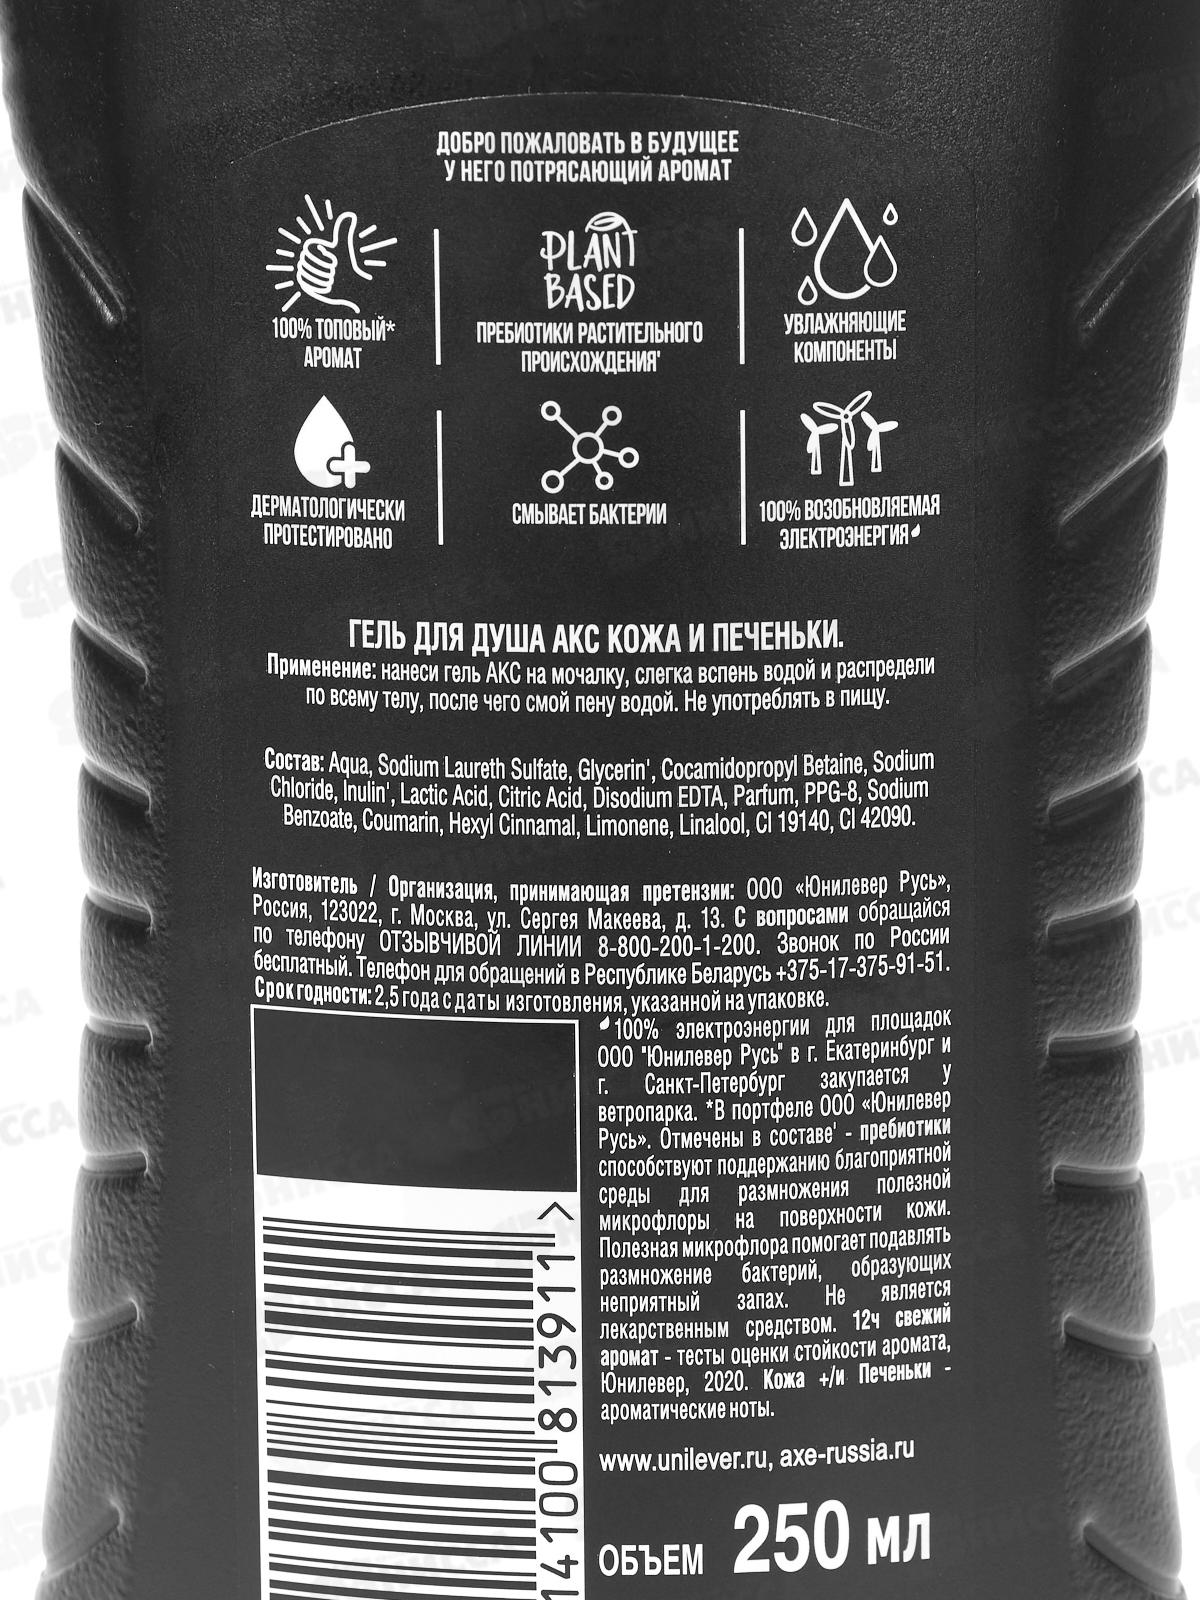 ДОБРО ПОЖАЛОВАТЬ В БУДУЩЕЕ
У НЕГО ПОТРЯСАЮЩИЙ АРОМАТ
100% ТОПОВЫЙ*
АРОМАТ
PLANT
BASED
ПРЕБИОТИКИ РАСТИТЕЛЬНОГО
ПРОИСХОЖДЕНИЯ'
УВЛАЖНЯЮЩИЕ
КОМПОНЕНТЫ
ДЕРМАТОЛОГИЧЕСКИ
ПРОТЕСТИРОВАНО
СМЫВАЕТ БАКТЕРИИ
100% ВОЗОБНОВЛЯЕМАЯ
ЭЛЕКТРОЭНЕРГИЯ
ГЕЛЬ ДЛЯ ДУША АКС КОЖА И ПЕЧЕНЬКИ.
Применение: нанеси гель АКС на мочалку, слегка вспень водой и распредели
по всему телу, после чего смой пену водой. Не употреблять в пищу.
Состав: Aqua, Sodium Laureth Sulfate, Glycerin', Cocamidopropyl Betaine, Sodium
Chloride, Inulin', Lactic Acid, Citric Acid, Disodium EDTA, Parfum, PPG-8, Sodium
Benzoate, Coumarin, Hexyl Cinnamal, Limonene, Linalool, CI 19140, CI 42090.
Изготовитель / Организация, принимающая претензии: ООО «Юнилевер Русь»,
Россия, 123022, г. Москва, ул. Сергея Макеева, д. 13. С вопросами обращайся
по телефону ОТЗЫВЧИВОЙ ЛИНИИ 8-800-200-1-200. Звонок по России
бесплатный. Телефон для обращений в Республике Беларусь +375-17-375-91-51.
Срок годности: 2,5 года с даты изготовления, указанной на упаковке.
100% электроэнергии для площадок
ООО "Юнилевер Русь" в г. Екатеринбург и
г. Санкт-Петербург закупается у
ветропарка. *В портфеле ООО «Юнилевер
Русь». Отмечены в составе' - пребиотики
способствуют поддержанию благоприятной
среды для размножения полезной
микрофлоры на поверхности кожи.
Полезная микрофлора помогает подавлять
размножение бактерий, образующих
неприятный запах. Не является
лекарственным средством. 12ч свежий
аромат - тесты оценки стойкости аромата,
Юнилевер, 2020. Кожа +/и Печеньки -
ароматические ноты.
www.unilever.ru, axe-russia.ru
ОБЪЕМ 250 МЛ
14100 813911 >